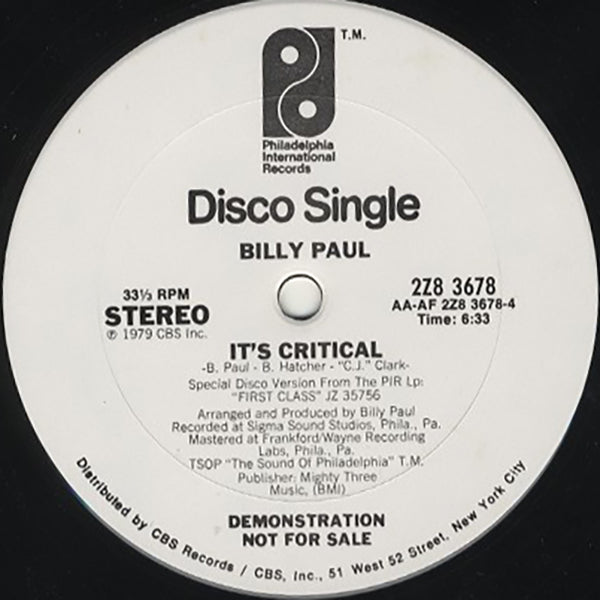 T.M.
Philadelphia
International
Records
Disco Single
BILLY PAUL
33⅓ RPM
STEREO
℗ 1979 CBS Inc.
2Z8 3678
AA-AF 2Z8 3678-4
Time: 6:33
IT'S CRITICAL
-B. Paul - B. Hatcher - "C.J." Clark-
Special Disco Version From The PIR Lp:
"FIRST CLASS" JZ 35756
Arranged and Produced by Billy Paul
Recorded at Sigma Sound Studios, Phila., Pa.
Mastered at Frankford/Wayne Recording
Labs, Phila., Pa.
TSOP "The Sound Of Philadelphia" T.M.
Publisher: Mighty Three
Music, (BMI)
DEMONSTRATION
NOT FOR SALE
Distributed by CBS Records / CBS, Inc., 51 West 52 Street, New York City